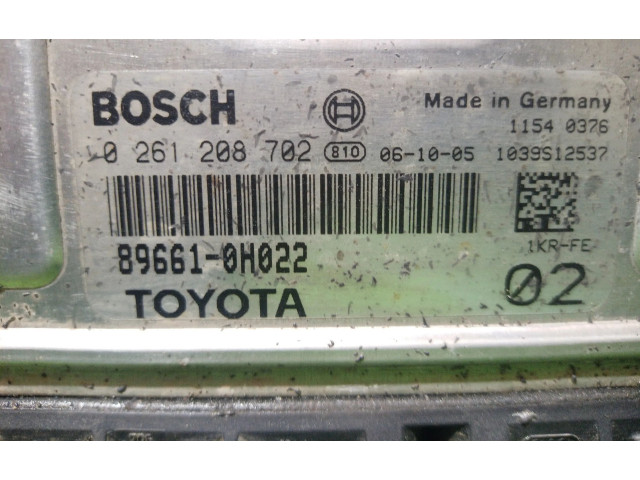 BOSCH
Made in Germany
1154 0376
0 261 208 702 810 06-10-05 1039S12537
1KR-FE
89661-0H022
TOYOTA
02